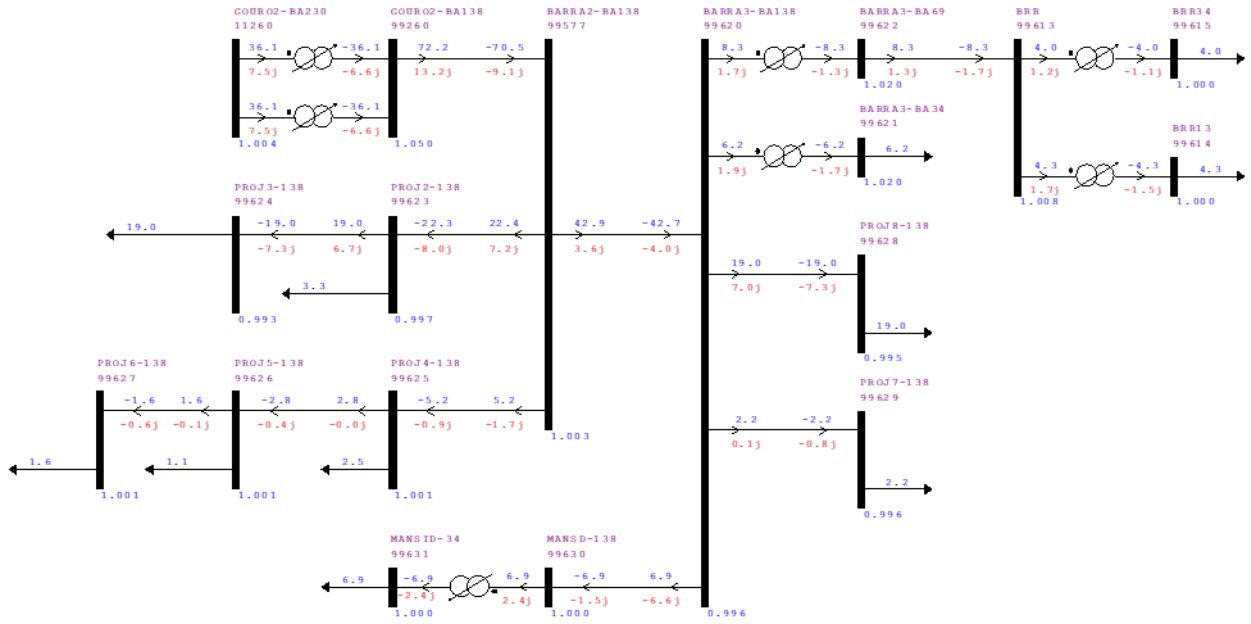 GOURO2-BA230 GOURO2-BA138 BARRA2-BA138 BARRA3-BA138 BARRA3-BA69 BRR BRR34
11260 99260 99577 99620 99622 99613 99615
36.1 -36.1 72.2 -70.5 8.3 -8.3 8.3 -8.3 4.0 -4.0 4.0
7.5j -6.6j 13.2j -9.1j 1.7j -1.3j 1.3j -1.7j 1.2j -1.1j
1.020 1.000
36.1 -36.1 BARRA3-BA34
7.5j -6.6j 99621 BRR13
1.004 1.050 99614
6.2 -6.2 6.2
1.9j -1.7j 4.3 -4.3 4.3
1.020 1.7j -1.5j
PROJ3-138 PROJ2-138 1.008 1.000
99624 99623
19.0 -19.0 19.0 -22.3 22.4 42.9 -42.7 PROJ8-138
-7.3j 6.7j -8.0j 7.2j 3.6j -4.0j 99628
19.0 -19.0
3.3 7.0j -7.3j
0.993 0.997 19.0
PROJ6-138 PROJ5-138 PROJ4-138 0.995
99627 99626 99625 PROJ7-138
-1.6 1.6 -2.8 2.8 -5.2 5.2 99629
-0.6j -0.1j -0.4j -0.0j -0.9j -1.7j
1.003 2.2 -2.2
0.1j -0.8j
1.6 1.1 2.5
1.001 1.001 1.001 2.2
0.996
MANSID-34 MANSD-138
99631 99630
6.9 -6.9 6.9 -6.9 6.9
-2.4j 2.4j -1.5j -6.6j
1.000 1.000 0.996